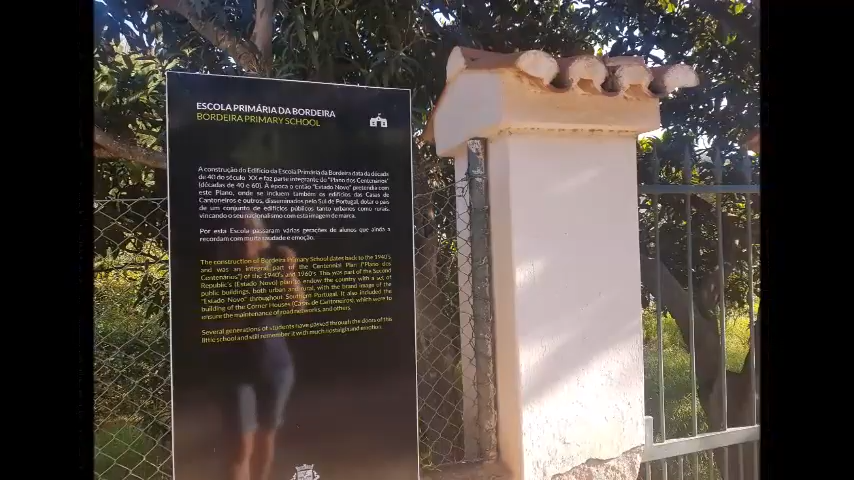 ESCOLA PRIMÁRIA DA BORDEIRA
BORDEIRA PRIMARY SCHOOL
A construção do Edifício da Escola Primária da Bordeira data da década
de 40 do século XX e faz parte integrante do "Plano dos Centenários"
(décadas de 40 e 60). À época o então "Estado Novo" pretendia com
este Plano, onde se incluem também os edifícios das Casas de
Cantoneiros e outros, disseminados pelo Sul de Portugal, dotar o país
de um conjunto de edifícios públicos tanto urbanos como rurais,
vincando o seu nacionalismo com esta imagem de marca.
Por esta Escola passaram várias gerações de alunos que ainda a
recordam com muita saudade e emoção.
The construction of Bordeira Primary School dates back to the 1940's
and was an integral part of the Centennial Plan ("Plano dos
Centenários") of the 1940's and 1960's. This was part of the Second
Republic's (Estado Novo) plan to endow the country with a set of
public buildings, both urban and rural, with the brand image of the
"Estado Novo" throughout Southern Portugal. It also included the
building of the Corner Houses (Casas de Cantoneiros), which were to
ensure the maintenance of road networks, and others.
Several generations of students have passed through the doors of this
little school and still remember it with much nostalgia and emotion.